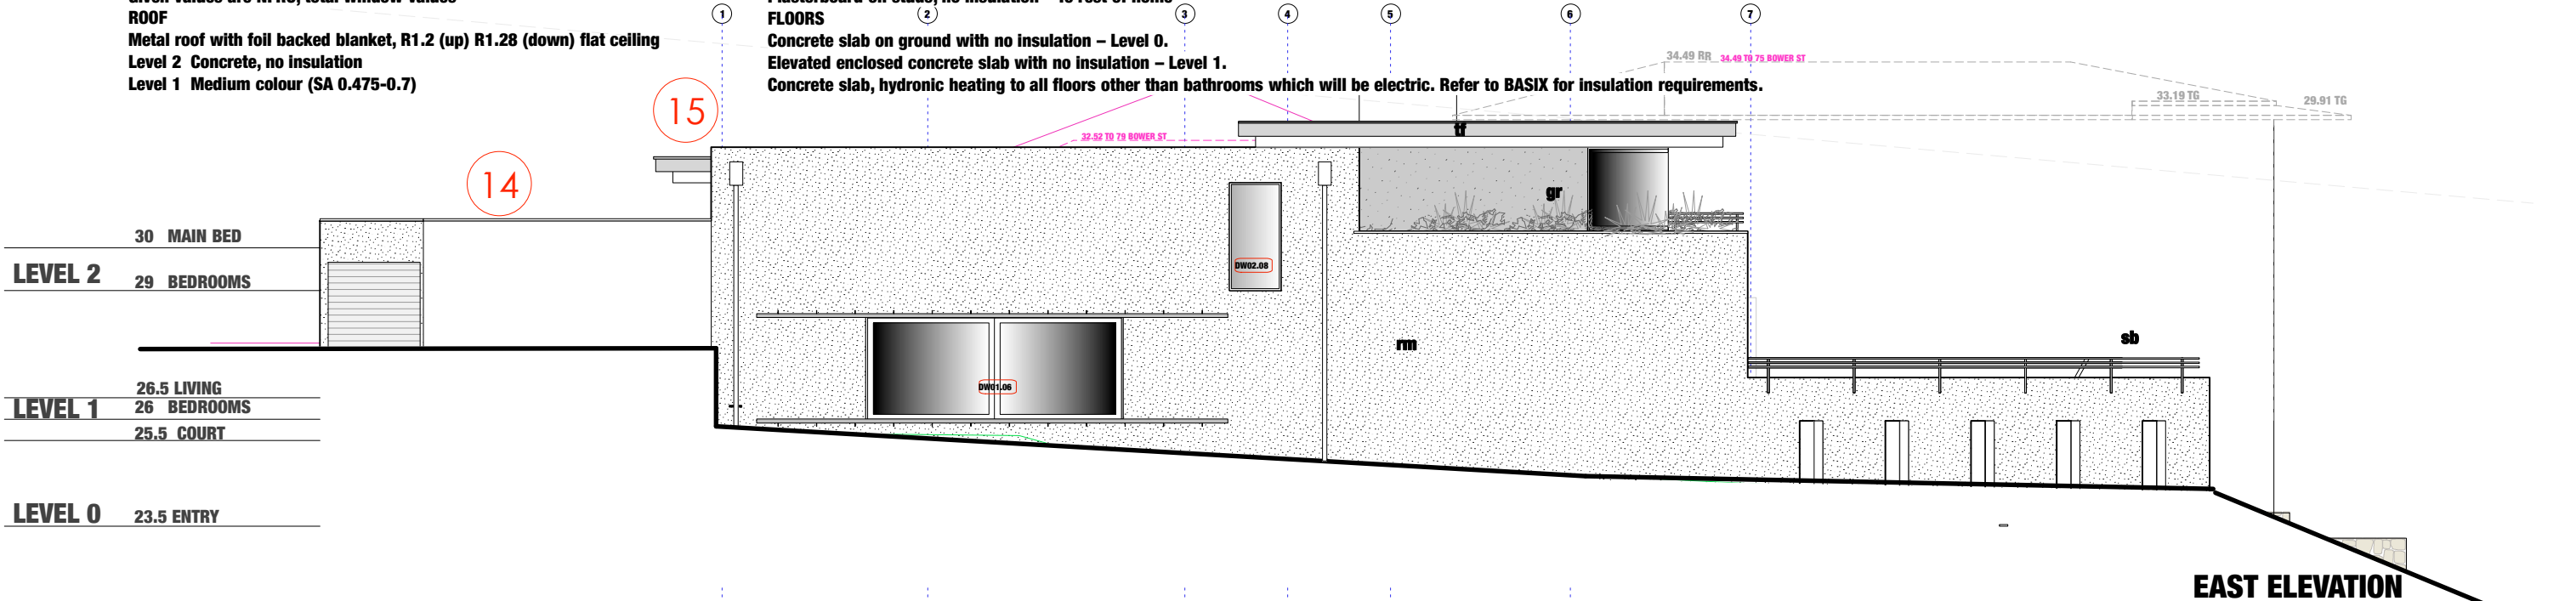 ROOF
Metal roof with foil backed blanket, R1.2 (up) R1.28 (down) flat ceiling
Level 2 Concrete, no insulation
Level 1 Medium colour (SA 0.475-0.7)
FLOORS
Concrete slab on ground with no insulation – Level 0.
Elevated enclosed concrete slab with no insulation – Level 1.
Concrete slab, hydronic heating to all floors other than bathrooms which will be electric. Refer to BASIX for insulation requirements.
1
2
3
4
5
6
7
34.49 RR
34.49 TO 75 BOWER ST
33.19 TG
29.91 TG
15
32.52 TO 79 BOWER ST
tf
14
gr
30 MAIN BED
LEVEL 2
29 BEDROOMS
DW02.08
rm
sb
26.5 LIVING
DW01.06
LEVEL 1
26 BEDROOMS
25.5 COURT
LEVEL 0
23.5 ENTRY
EAST ELEVATION